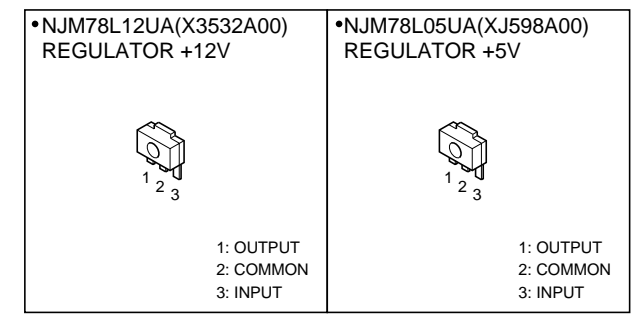 •NJM78L12UA(X3532A00)
REGULATOR +12V
1
2
3
1: OUTPUT
2: COMMON
3: INPUT
•NJM78L05UA(XJ598A00)
REGULATOR +5V
1
2
3
1: OUTPUT
2: COMMON
3: INPUT